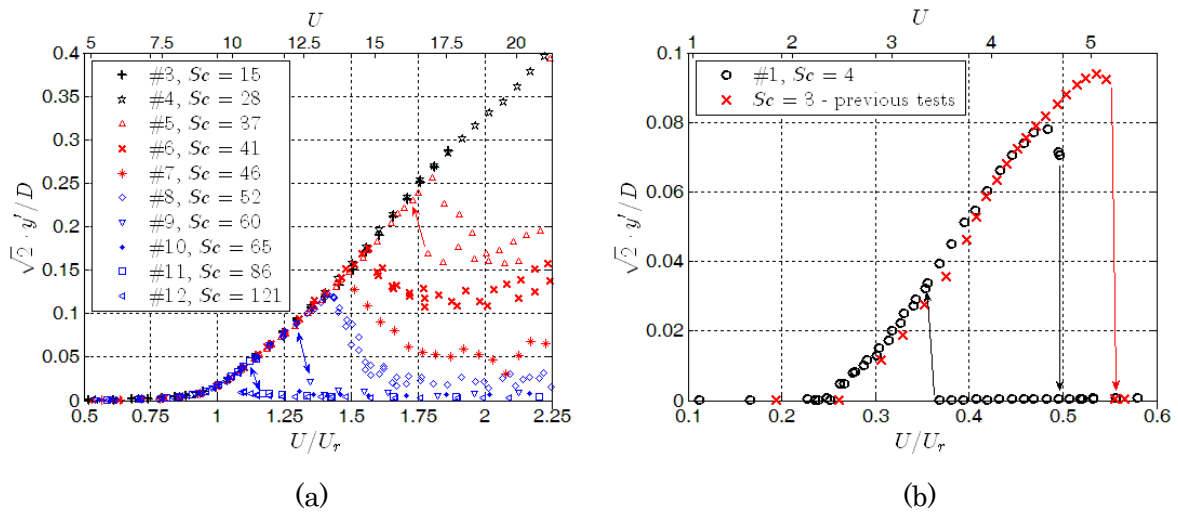 U
5 7.5 10 12.5 15 17.5 20
0.4
0.35
0.3
0.25
0.2
0.15
0.1
0.05
0
√2 · y′/D
#3, Sc = 15
#4, Sc = 28
#5, Sc = 37
#6, Sc = 41
#7, Sc = 46
#8, Sc = 52
#9, Sc = 60
#10, Sc = 65
#11, Sc = 86
#12, Sc = 121
0.5 0.75 1 1.25 1.5 1.75 2 2.25
U/Ur
(a)
U
1 2 3 4 5
0.1
0.08
0.06
0.04
0.02
0
√2 · y′/D
#1, Sc = 4
Sc = 3 - previous tests
0.1 0.2 0.3 0.4 0.5 0.6
U/Ur
(b)